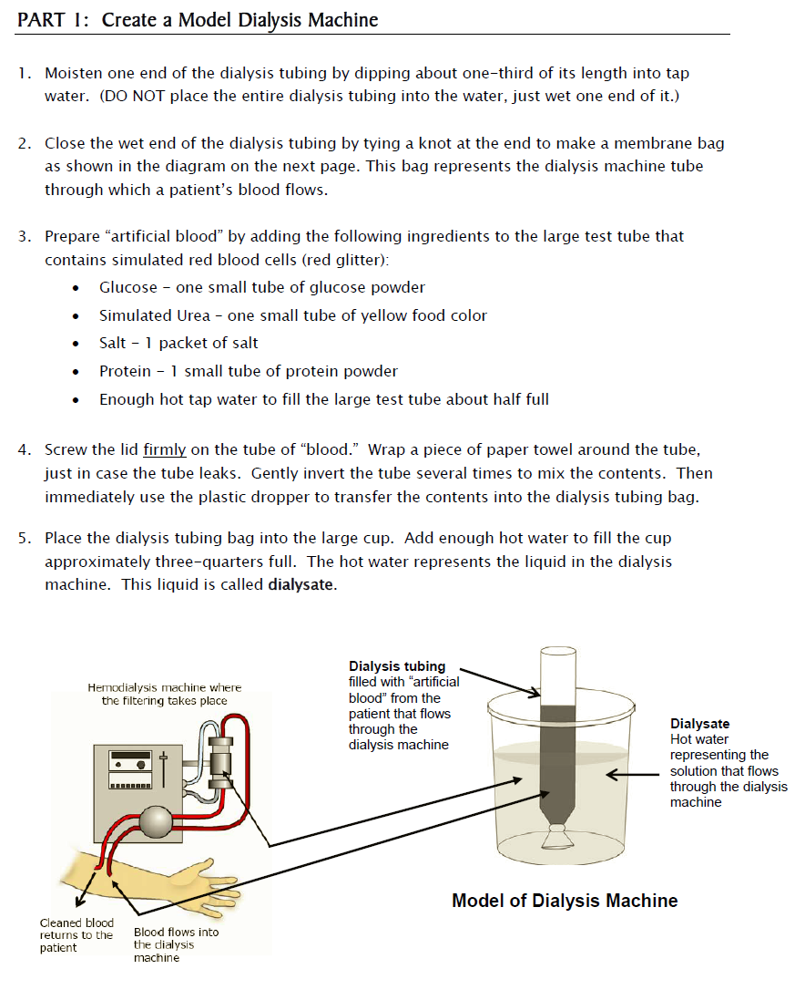 PART 1: Create a Model Dialysis Machine
1. Moisten one end of the dialysis tubing by dipping about one-third of its length into tap
water. (DO NOT place the entire dialysis tubing into the water, just wet one end of it.)
2. Close the wet end of the dialysis tubing by tying a knot at the end to make a membrane bag
as shown in the diagram on the next page. This bag represents the dialysis machine tube
through which a patient's blood flows.
3. Prepare “artificial blood” by adding the following ingredients to the large test tube that
contains simulated red blood cells (red glitter):
• Glucose – one small tube of glucose powder
• Simulated Urea – one small tube of yellow food color
• Salt – 1 packet of salt
• Protein – 1 small tube of protein powder
• Enough hot tap water to fill the large test tube about half full
4. Screw the lid firmly on the tube of “blood.” Wrap a piece of paper towel around the tube,
just in case the tube leaks. Gently invert the tube several times to mix the contents. Then
immediately use the plastic dropper to transfer the contents into the dialysis tubing bag.
5. Place the dialysis tubing bag into the large cup. Add enough hot water to fill the cup
approximately three-quarters full. The hot water represents the liquid in the dialysis
machine. This liquid is called dialysate.
Hemodialysis machine where
the filtering takes place
Cleaned blood
returns to the
patient
Blood flows into
the dialysis
machine
Dialysis tubing
filled with “artificial
blood” from the
patient that flows
through the
dialysis machine
Dialysate
Hot water
representing the
solution that flows
through the dialysis
machine
Model of Dialysis Machine